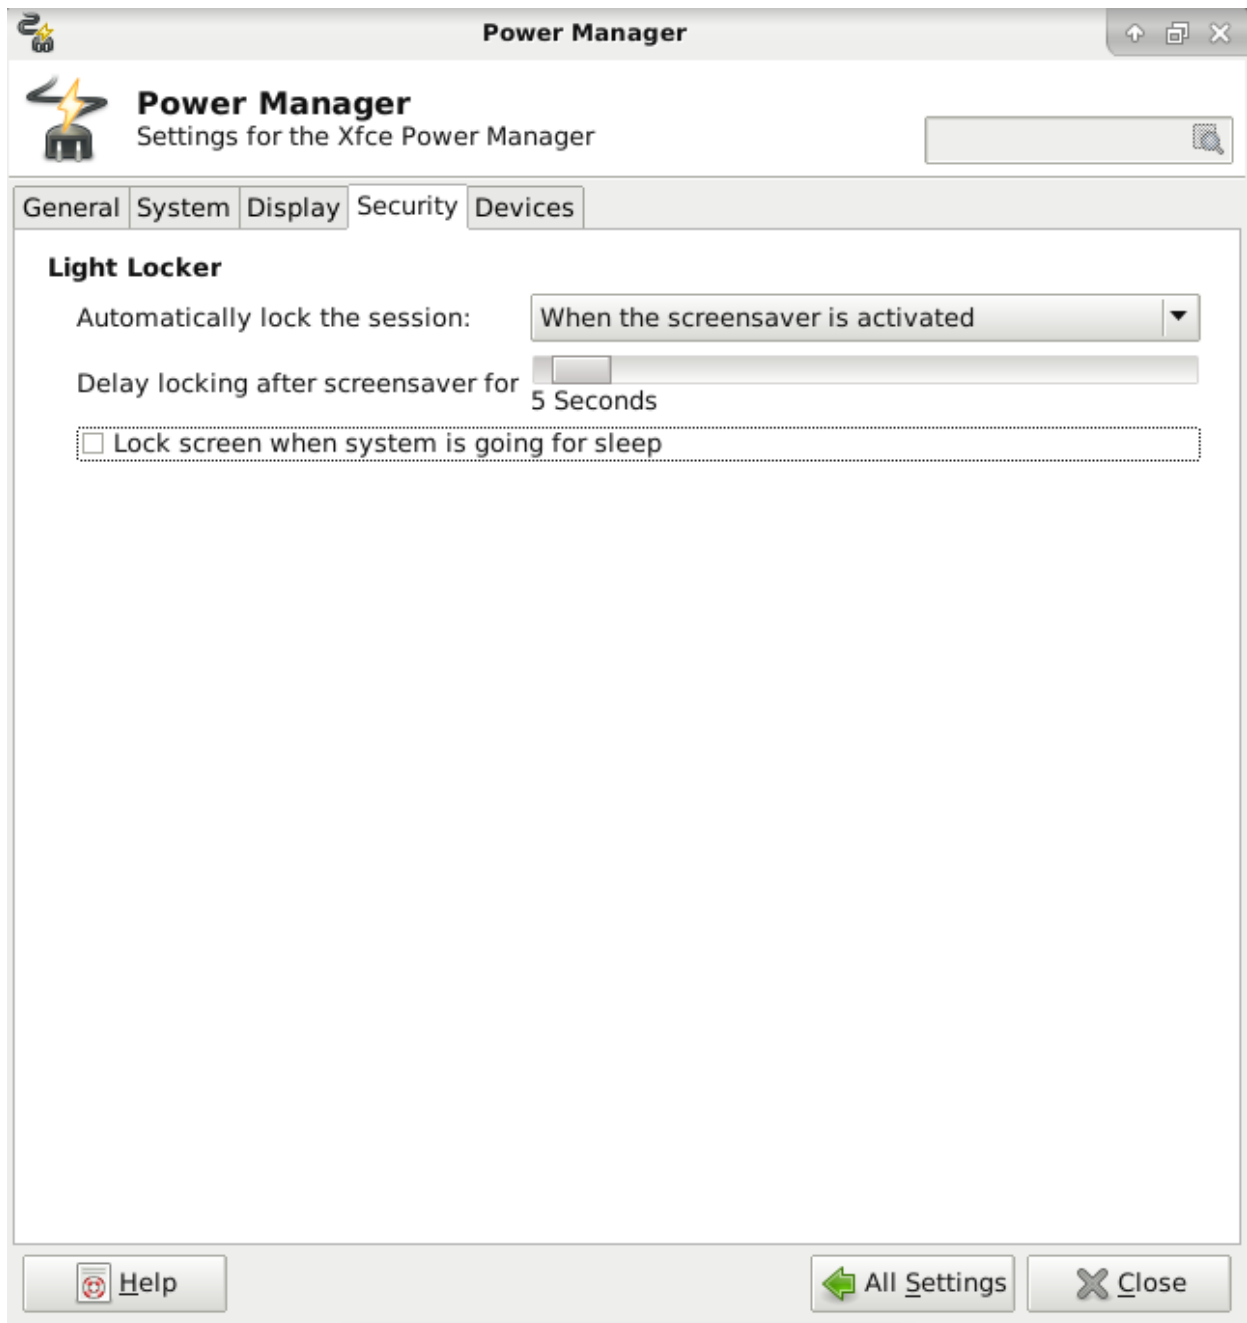 Power Manager
Power Manager
Settings for the Xfce Power Manager
General System Display Security Devices
Light Locker
Automatically lock the session: When the screensaver is activated
Delay locking after screensaver for
5 Seconds
Lock screen when system is going for sleep
Help All Settings Close